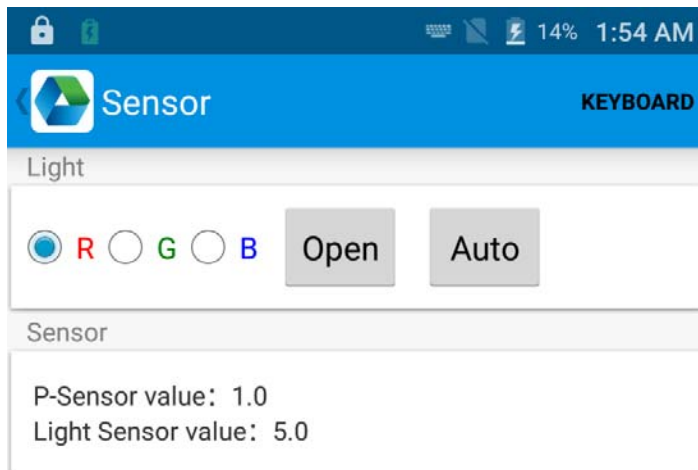 14% 1:54 AM
Sensor KEYBOARD
Light
R G B Open Auto
Sensor
P-Sensor value：1.0
Light Sensor value：5.0